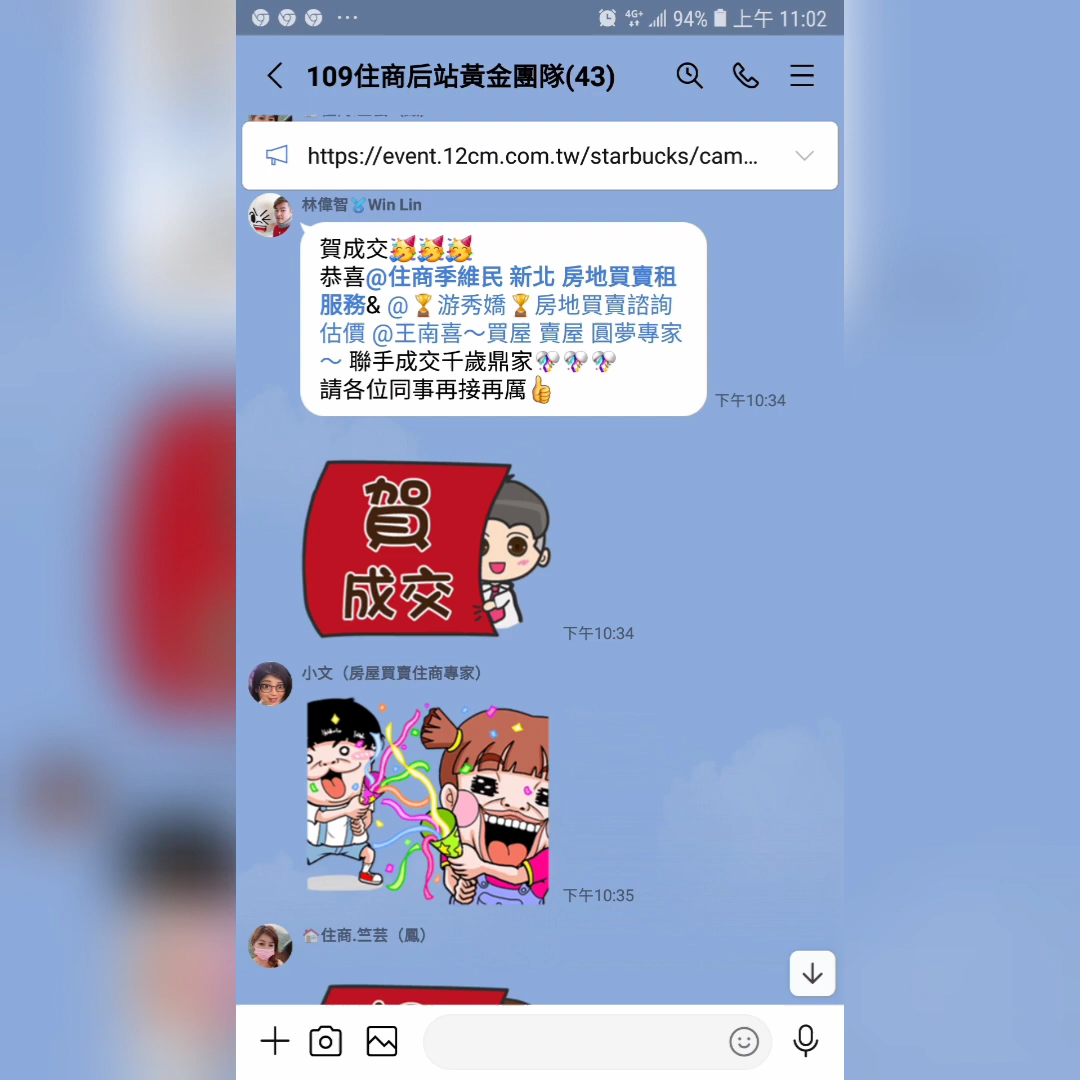 94% 上午 11:02
4G+
109住商后站黃金團隊(43)
https://event.12cm.com.tw/starbucks/cam...
林偉智🥈Win Lin
賀成交🥳🥳🥳
恭喜@住商季維民 新北 房地買賣租
服務& @🏆游秀嬌🏆房地買賣諮詢
估價 @王南喜～買屋 賣屋 圓夢專家
～ 聯手成交千歲鼎家🎊🎊🎊
請各位同事再接再厲👍
下午10:34
賀
成交
下午10:34
小文（房屋買賣住商專家）
下午10:35
🏠住商.竺芸（鳳）